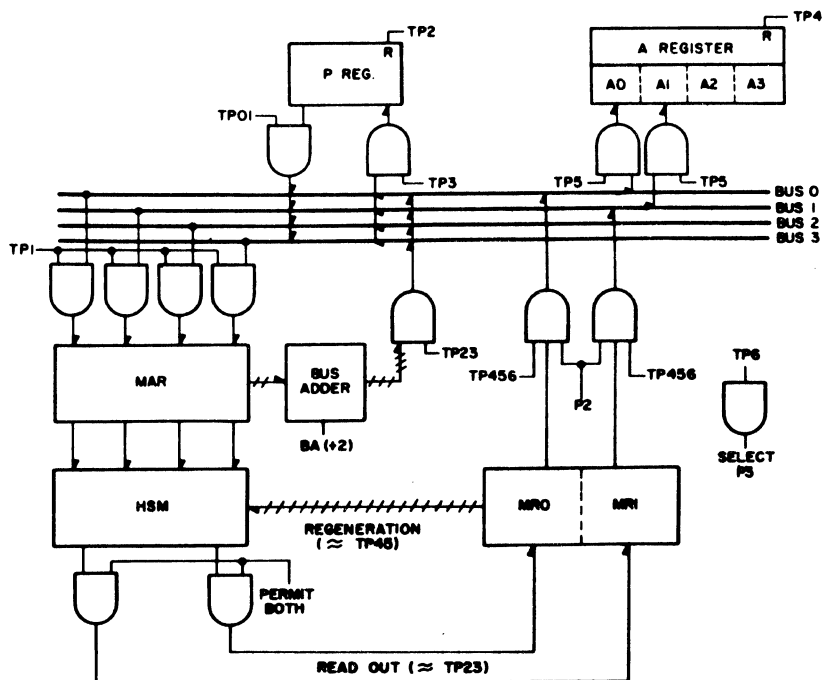 TP2
TP4
R
R
P REG.
A REGISTER
A0 A1 A2 A3
TP01
TP3
TP5
TP5
BUS 0
BUS 1
BUS 2
BUS 3
TP1
TP23
MAR
BUS
ADDER
BA (+2)
TP456
P2
TP456
TP6
SELECT
P3
HSM
MR0
MR1
REGENERATION
(≈ TP45)
PERMIT
BOTH
READ OUT (≈ TP23)